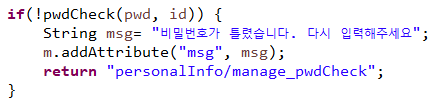 if(!pwdCheck(pwd, id)) {
String msg= "비밀번호가 틀렸습니다. 다시 입력해주세요";
m.addAttribute("msg", msg);
return "personalInfo/manage_pwdCheck";
}